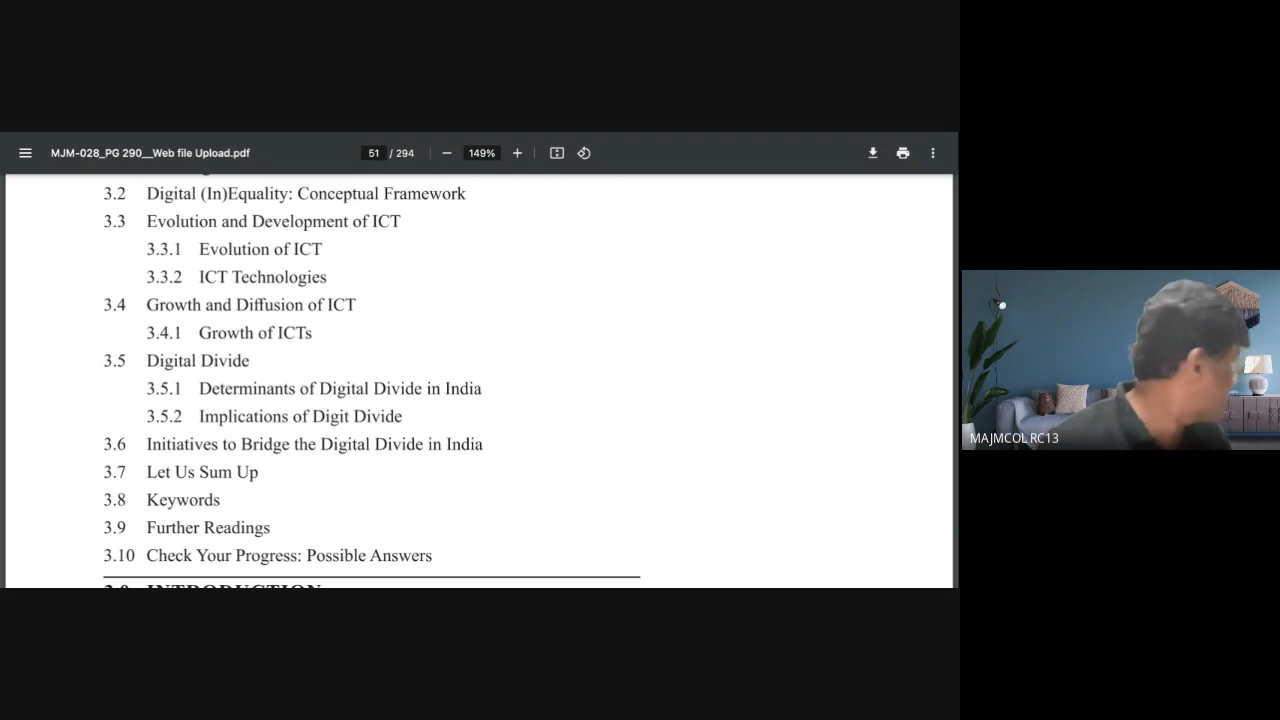 MJM-028_PG 290__Web file Upload.pdf 51 / 294 149%
3.2 Digital (In)Equality: Conceptual Framework
3.3 Evolution and Development of ICT
3.3.1 Evolution of ICT
3.3.2 ICT Technologies
3.4 Growth and Diffusion of ICT
3.4.1 Growth of ICTs
3.5 Digital Divide
3.5.1 Determinants of Digital Divide in India
3.5.2 Implications of Digit Divide
3.6 Initiatives to Bridge the Digital Divide in India
3.7 Let Us Sum Up
3.8 Keywords
3.9 Further Readings
3.10 Check Your Progress: Possible Answers
3.0 INTRODUCTION
MAJMCOL RC13